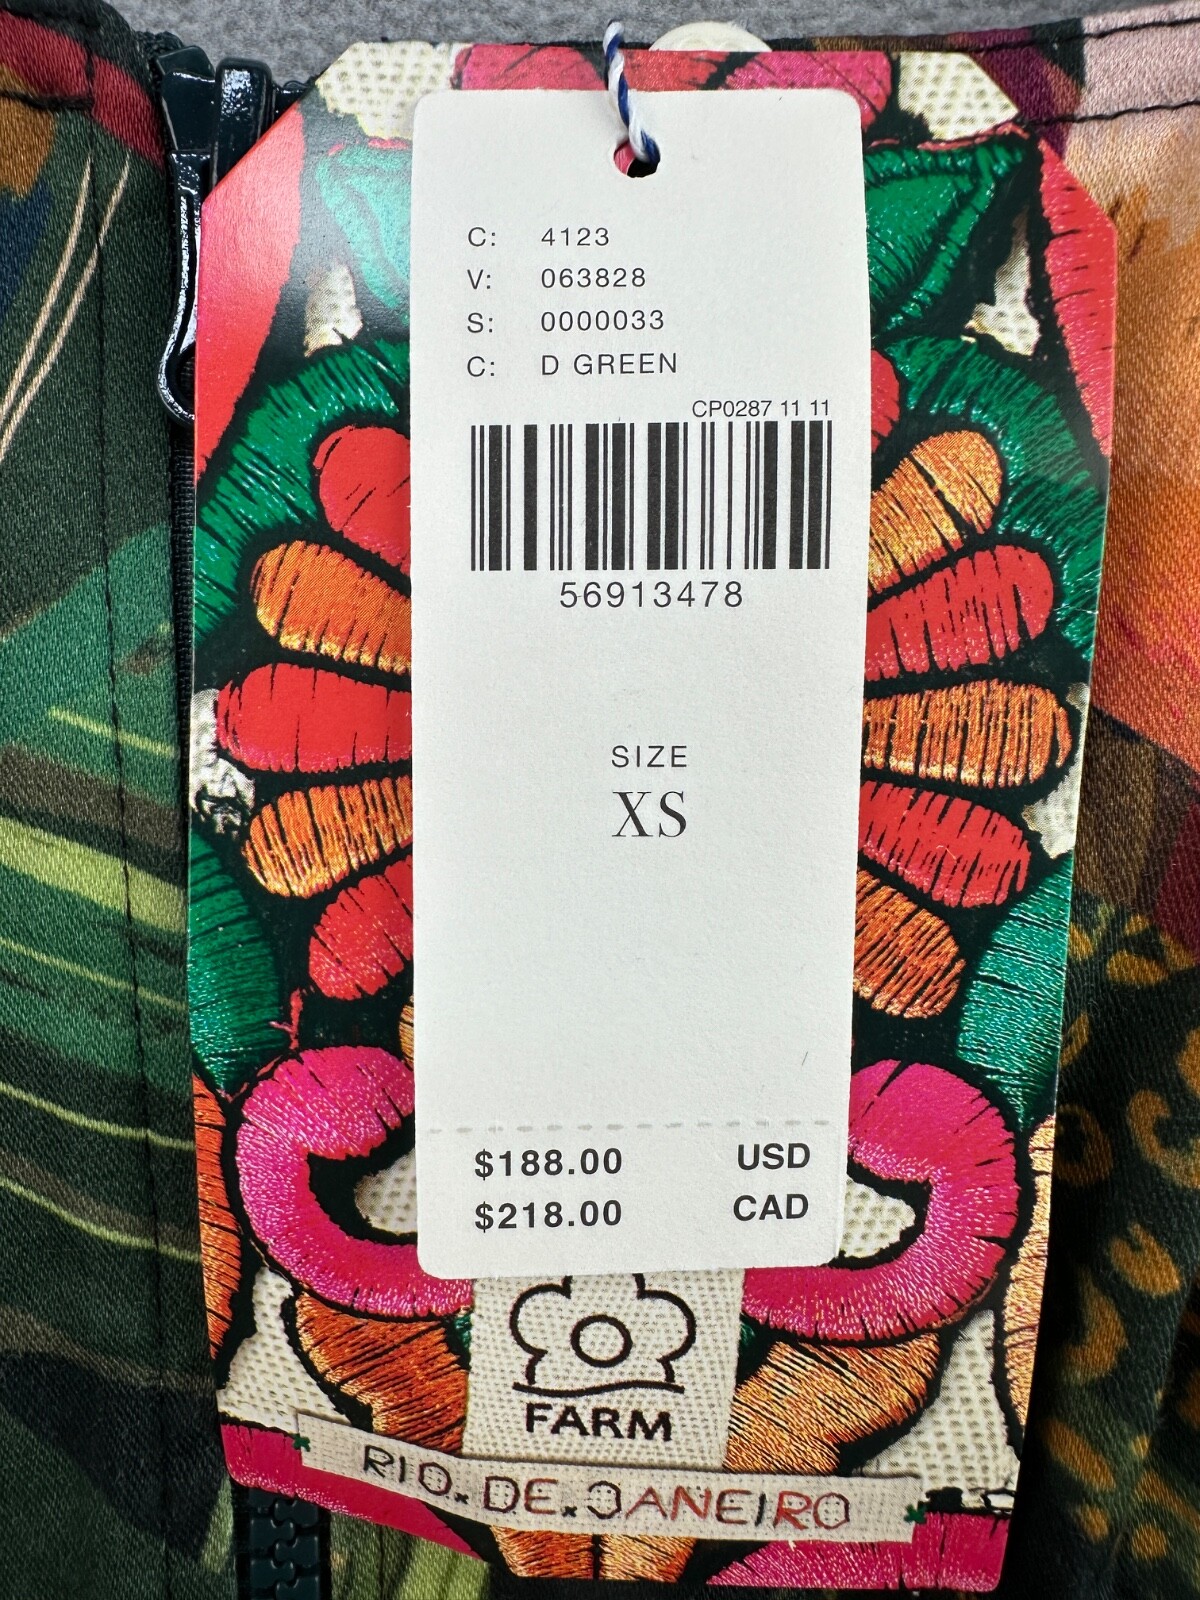 C: 4123
V: 063828
S: 0000033
C: D GREEN
CP0287 11 11
56913478
SIZE
XS
$188.00 USD
$218.00 CAD
FARM
RIO.DE.JANEIRO